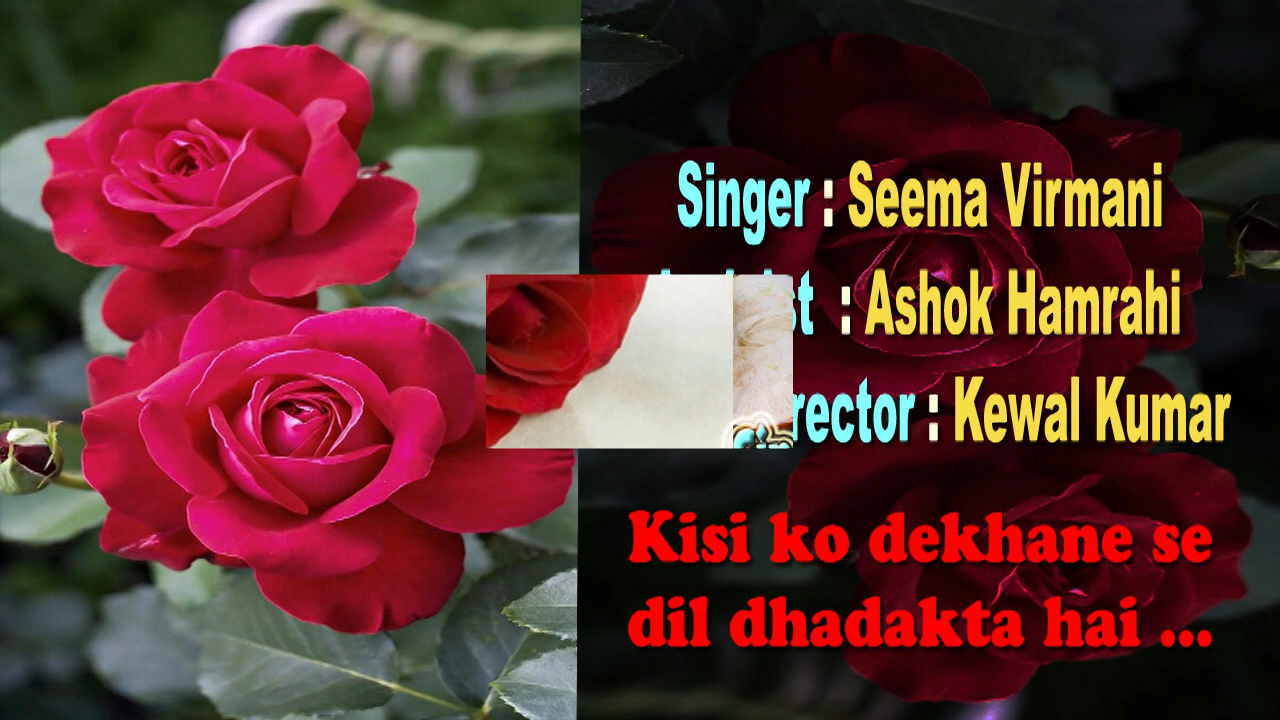 Singer : Seema Virmani
: Ashok Hamrahi
: Kewal Kumar
Kisi ko dekhane se
dil dhadakta hai ...